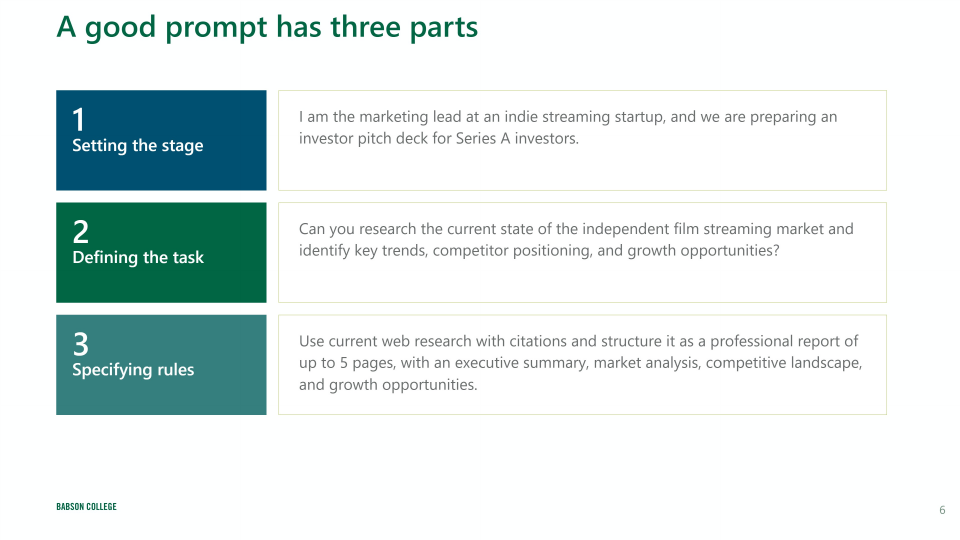 A good prompt has three parts
1
Setting the stage
I am the marketing lead at an indie streaming startup, and we are preparing an
investor pitch deck for Series A investors.
2
Defining the task
Can you research the current state of the independent film streaming market and
identify key trends, competitor positioning, and growth opportunities?
3
Specifying rules
Use current web research with citations and structure it as a professional report of
up to 5 pages, with an executive summary, market analysis, competitive landscape,
and growth opportunities.
BABSON COLLEGE
6